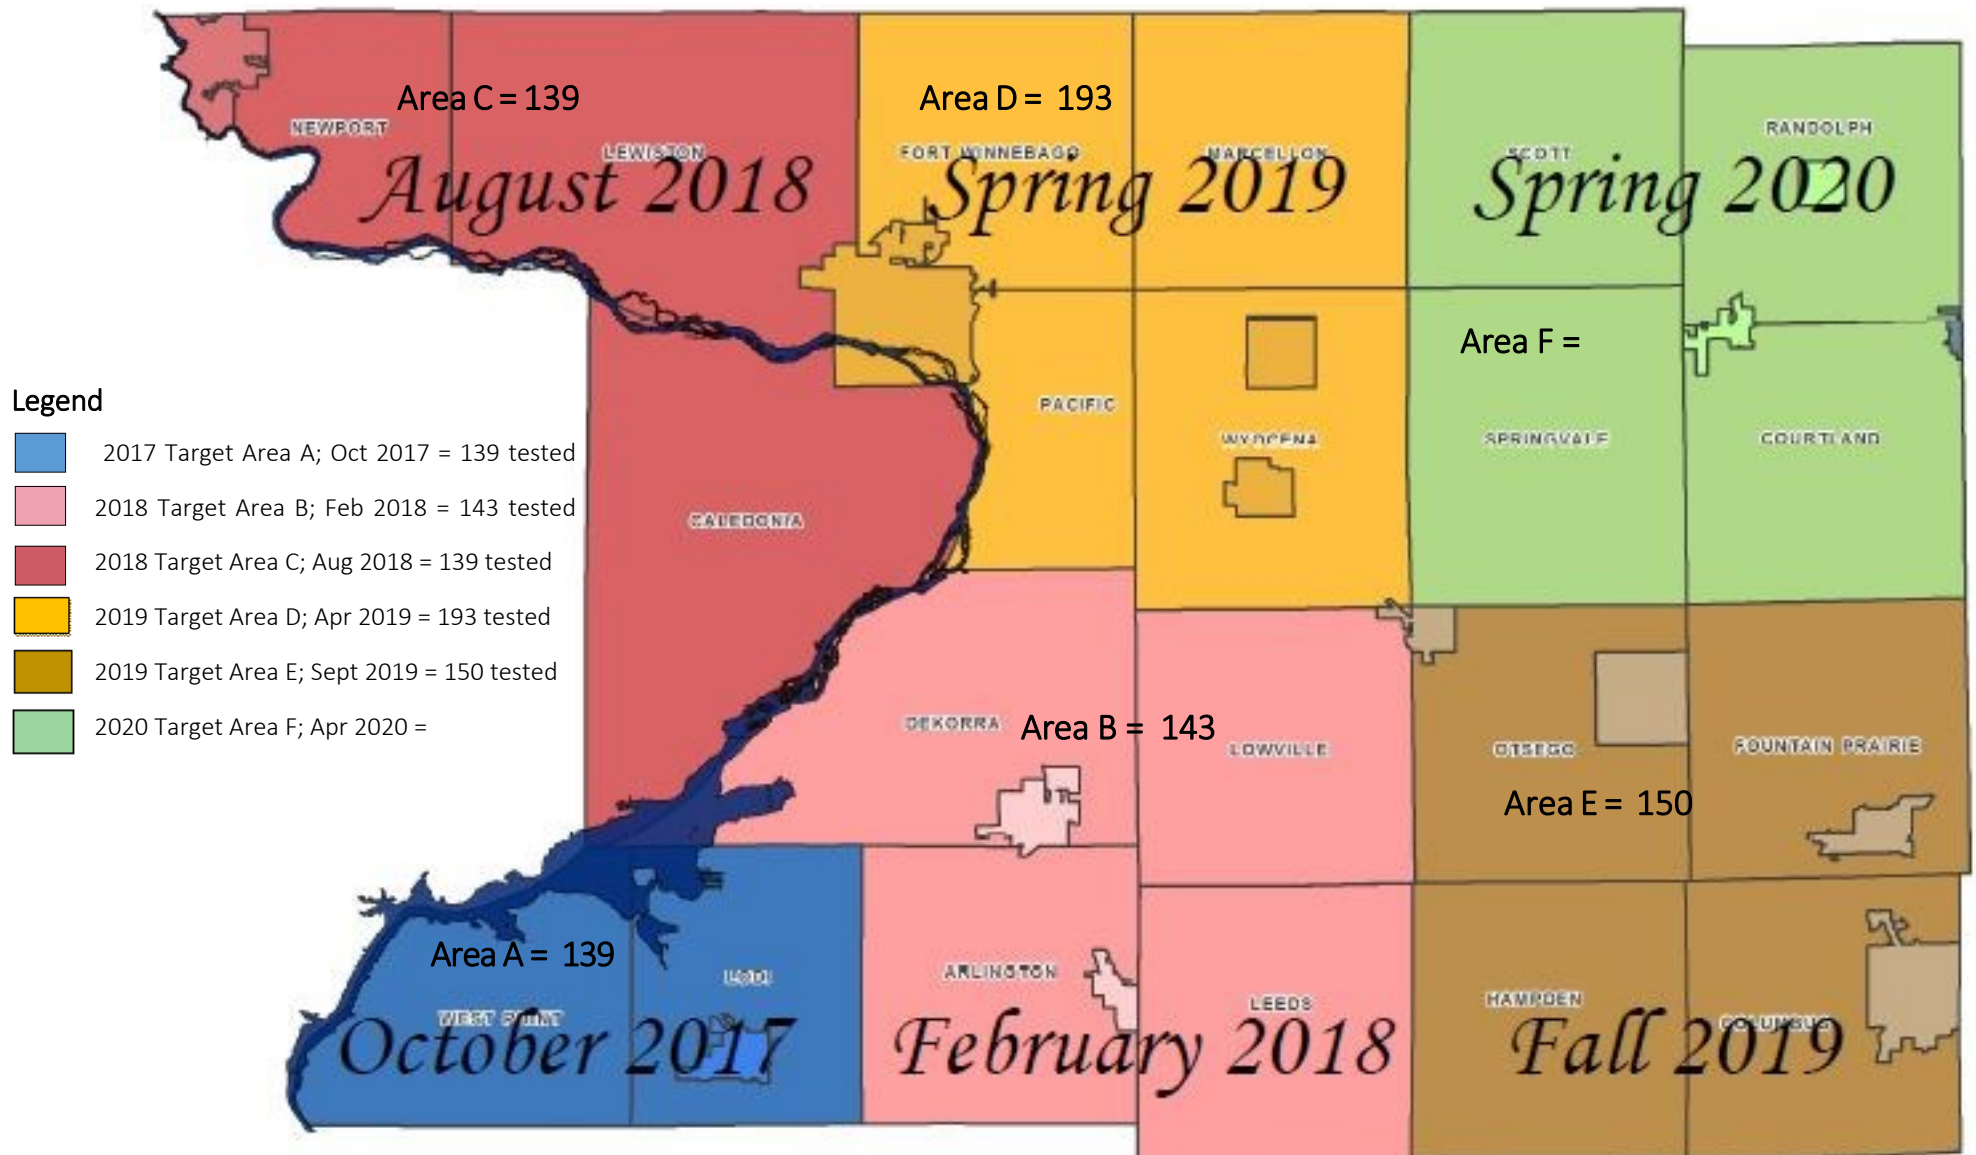 Area C = 139
Area D = 193
NEWPORT
LEWISTON
FORT WINNEBAGO
MARCELLON
SCOTT
RANDOLPH
August 2018
Spring 2019
Spring 2020
Area F =
PACIFIC
WYOCENA
SPRINGVALE
COURTLAND
Legend
2017 Target Area A; Oct 2017 = 139 tested
2018 Target Area B; Feb 2018 = 143 tested
2018 Target Area C; Aug 2018 = 139 tested
2019 Target Area D; Apr 2019 = 193 tested
2019 Target Area E; Sept 2019 = 150 tested
2020 Target Area F; Apr 2020 =
CALEDONIA
DEKORRA
Area B = 143
LOWVILLE
OTSEGO
FOUNTAIN PRAIRIE
Area E = 150
Area A = 139
LODI
ARLINGTON
LEEDS
HAMPDEN
WEST POINT
COLUMBUS
October 2017
February 2018
Fall 2019